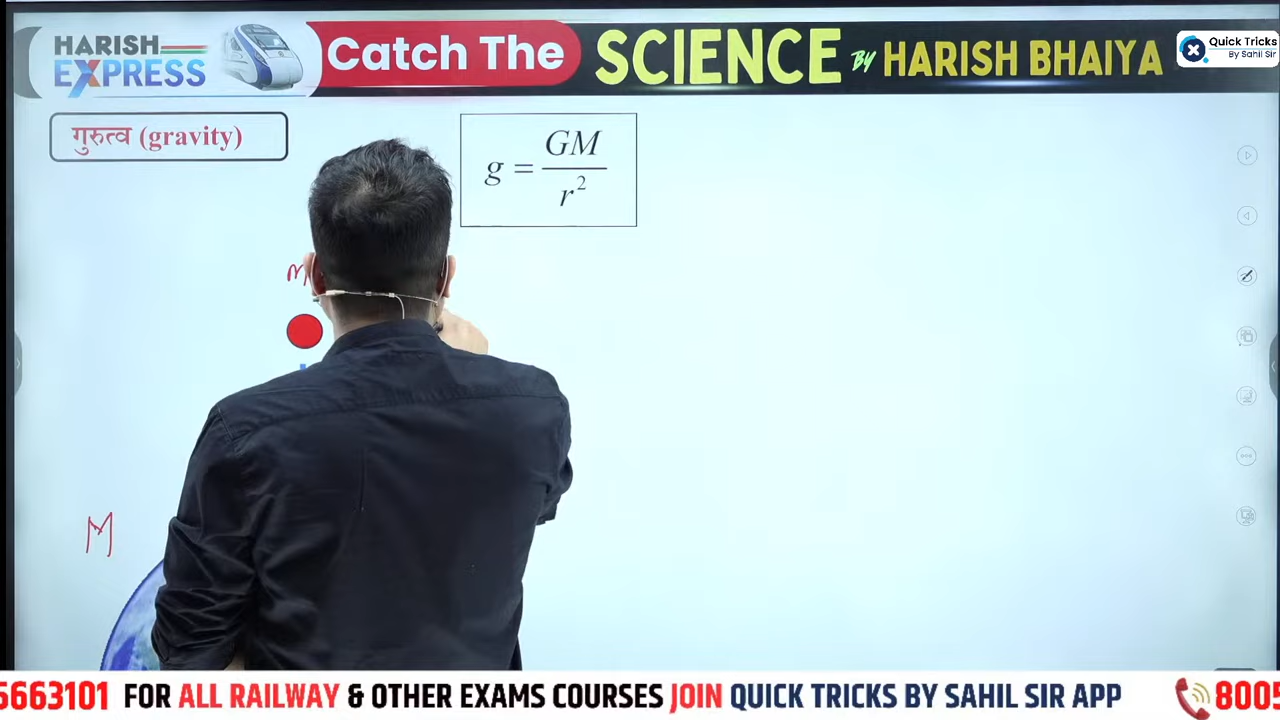 HARISH
EXPRESS
Catch The
SCIENCE BY HARISH BHAIYA
Quick Tricks
By Sahil Sir
गुरुत्व (gravity)
g = GM / r²
m
M
5663101 FOR ALL RAILWAY & OTHER EXAMS COURSES JOIN QUICK TRICKS BY SAHIL SIR APP 8005